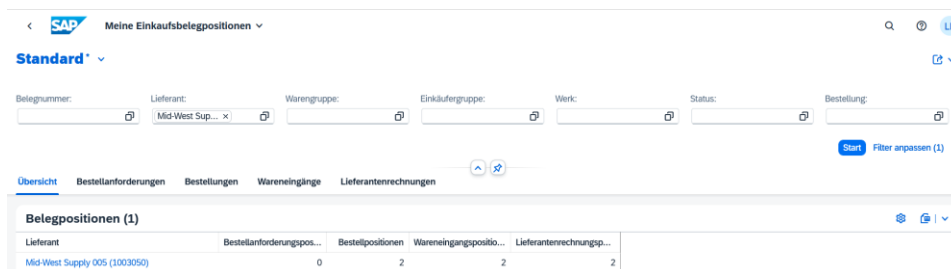 SAP Meine Einkaufsbelegpositionen
Standard*
Belegnummer: Lieferant: Warengruppe: Einkäufergruppe: Werk: Status: Bestellung:
Mid-West Sup... ×
Start Filter anpassen (1)
Übersicht Bestellanforderungen Bestellungen Wareneingänge Lieferantenrechnungen
Belegpositionen (1)
Lieferant Bestellanforderungspos... Bestellpositionen Wareneingangspositio... Lieferantenrechnungsp...
Mid-West Supply 005 (1003050) 0 2 2 2